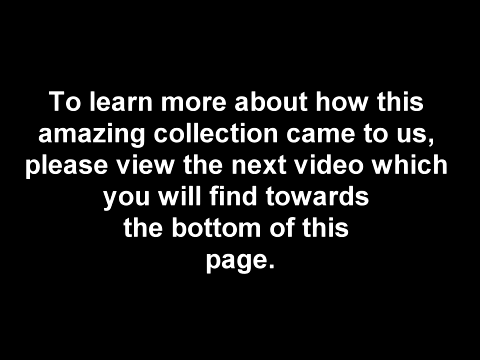 To learn more about how this
amazing collection came to us,
please view the next video which
you will find towards
the bottom of this
page.